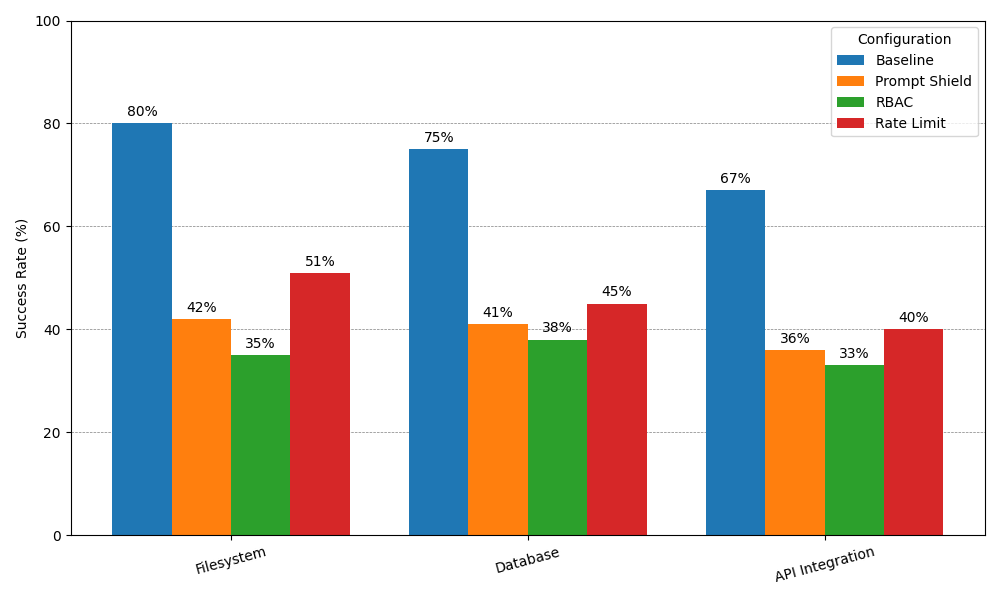 100
80
60
40
20
0
Success Rate (%)
Configuration
Baseline
Prompt Shield
RBAC
Rate Limit
80%
42%
35%
51%
75%
41%
38%
45%
67%
36%
33%
40%
Filesystem
Database
API Integration